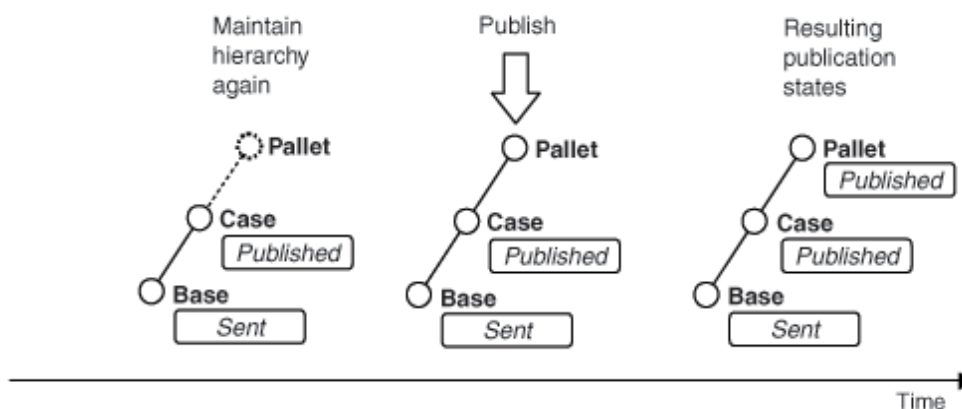 Maintain
hierarchy
again
Pallet
Case
Published
Base
Sent
Publish
Pallet
Case
Published
Base
Sent
Resulting
publication
states
Pallet
Published
Case
Published
Base
Sent
Time